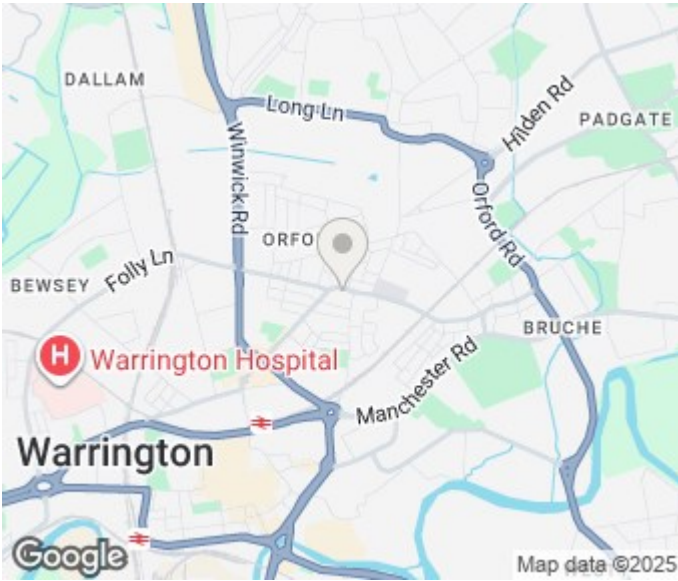 DALLAM
Long Ln
Hilden Rd
PADGATE
Winwick Rd
Orford Rd
ORFO
Folly Ln
BEWSEY
BRUCHE
H
Warrington Hospital
Manchester Rd
Warrington
Google
Map data ©2025